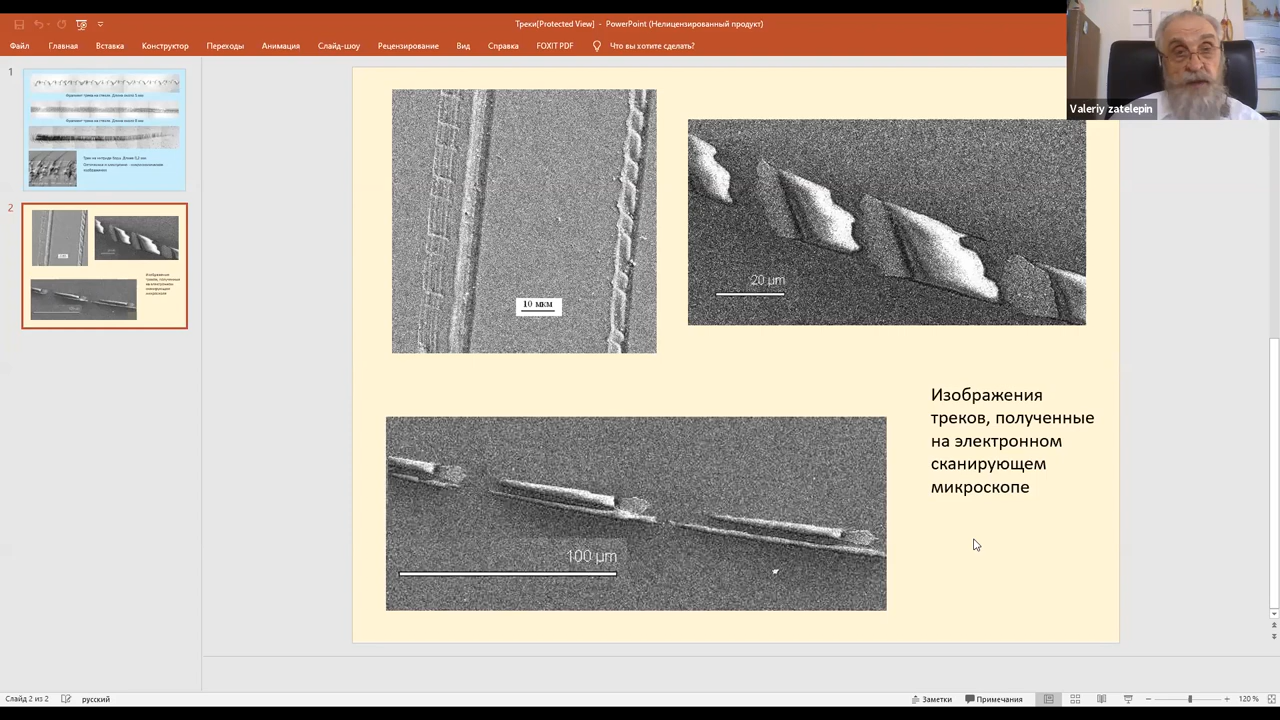 Треки[Protected View] - PowerPoint (Нелицензированный продукт)
Файл Главная Вставка Конструктор Переходы Анимация Слайд-шоу Рецензирование Вид Справка FOXIT PDF Что вы хотите сделать?
Valeriy zatelepin
1
2
10 мкм
20 µm
100 µm
Изображения
треков, полученные
на электронном
сканирующем
микроскопе
Слайд 2 из 2 русский Заметки Примечания 120 %